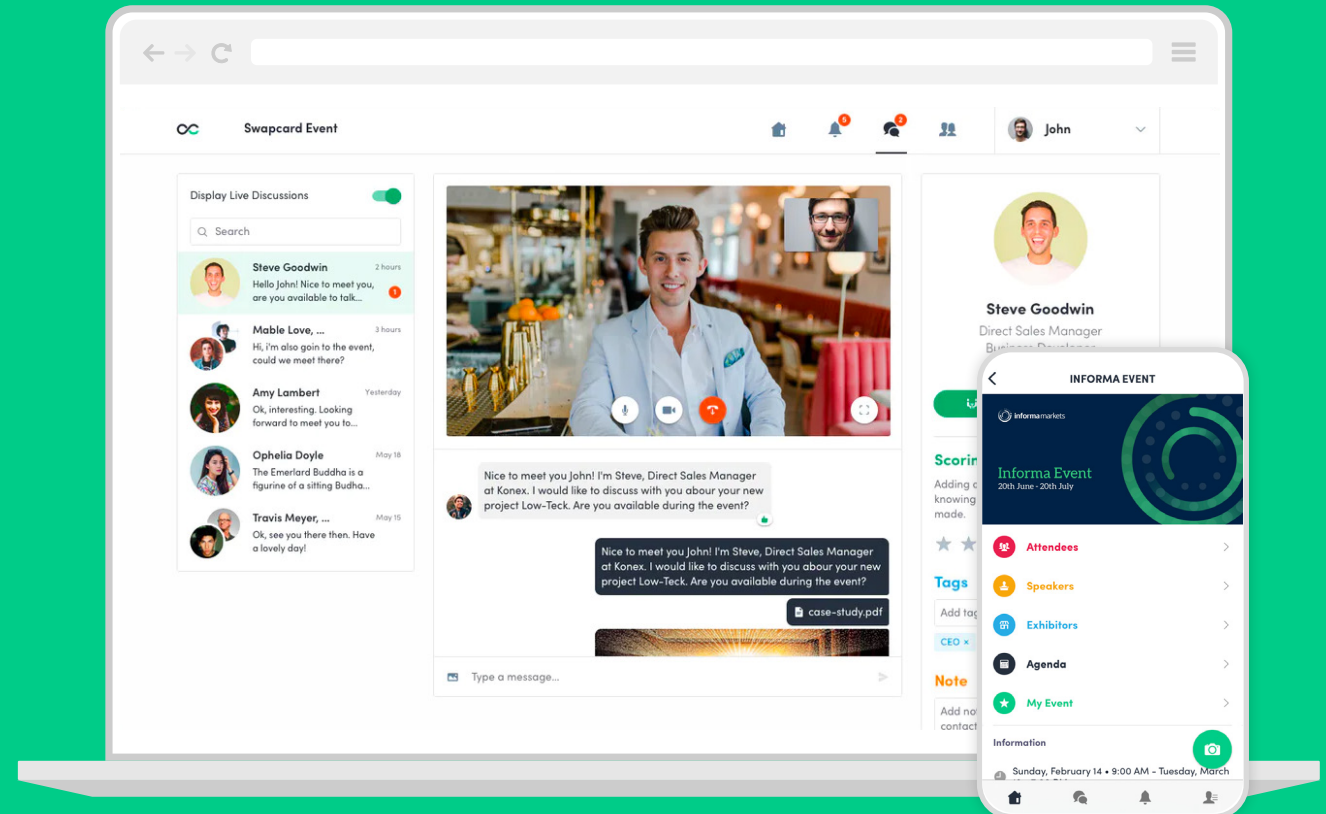 Swapcard Event
5
2
John
Display Live Discussions
Search
Steve Goodwin
2 hours
Hello John! Nice to meet you,
are you available to talk...
1
Mable Love, ...
3 hours
Hi, i'm also goin to the event,
could we meet there?
Amy Lambert
Yesterday
Ok, interesting. Looking
forward to meet you to...
Ophelia Doyle
May 18
The Emerlard Buddha is a
figurine of a sitting Budha...
Travis Meyer, ...
May 15
Ok, see you there then. Have
a lovely day!
Nice to meet you John! I'm Steve, Direct Sales Manager
at Konex. I would like to discuss with you abour your new
project Low-Teck. Are you available during the event?
Nice to meet you John! I'm Steve, Direct Sales Manager
at Konex. I would like to discuss with you abour your new
project Low-Teck. Are you available during the event?
case-study.pdf
Type a message...
Steve Goodwin
Direct Sales Manager
Scorin
Adding
knowing
made.
Tags
Add tag
CEO ×
Note
Add no
contact
INFORMA EVENT
informamarkets
Informa Event
20th June - 20th July
Attendees
Speakers
Exhibitors
Agenda
My Event
Information
Sunday, February 14 • 9:00 AM - Tuesday, March